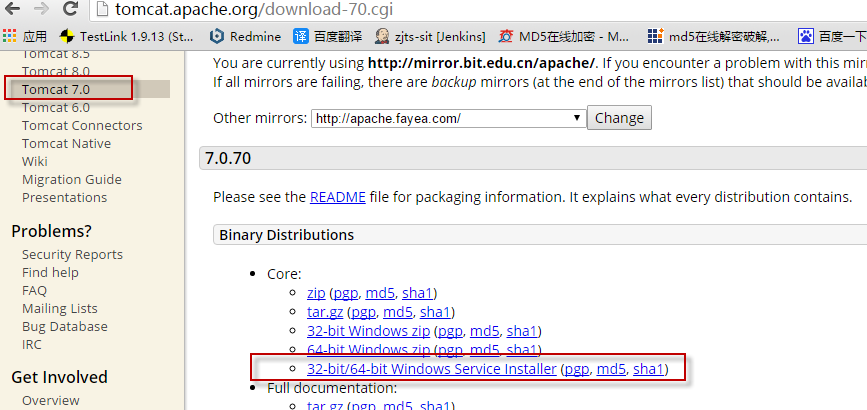 tomcat.apache.org/download-70.cgi
应用 TestLink 1.9.13 (St... Redmine 百度翻译 zjts-sit [Jenkins] MD5在线加密 - M... md5在线解密破解,... 百度一下
Tomcat 8.5
Tomcat 8.0
Tomcat 7.0
Tomcat 6.0
Tomcat Connectors
Tomcat Native
Wiki
Migration Guide
Presentations
Problems?
Security Reports
Find help
FAQ
Mailing Lists
Bug Database
IRC
Get Involved
Overview
You are currently using http://mirror.bit.edu.cn/apache/. If you encounter a problem with this mirr
If all mirrors are failing, there are backup mirrors (at the end of the mirrors list) that should be availa
Other mirrors: http://apache.fayea.com/ Change
7.0.70
Please see the README file for packaging information. It explains what every distribution contains.
Binary Distributions
Core:
zip (pgp, md5, sha1)
tar.gz (pgp, md5, sha1)
32-bit Windows zip (pgp, md5, sha1)
64-bit Windows zip (pgp, md5, sha1)
32-bit/64-bit Windows Service Installer (pgp, md5, sha1)
Full documentation:
tar.gz (pgp, md5, sha1)